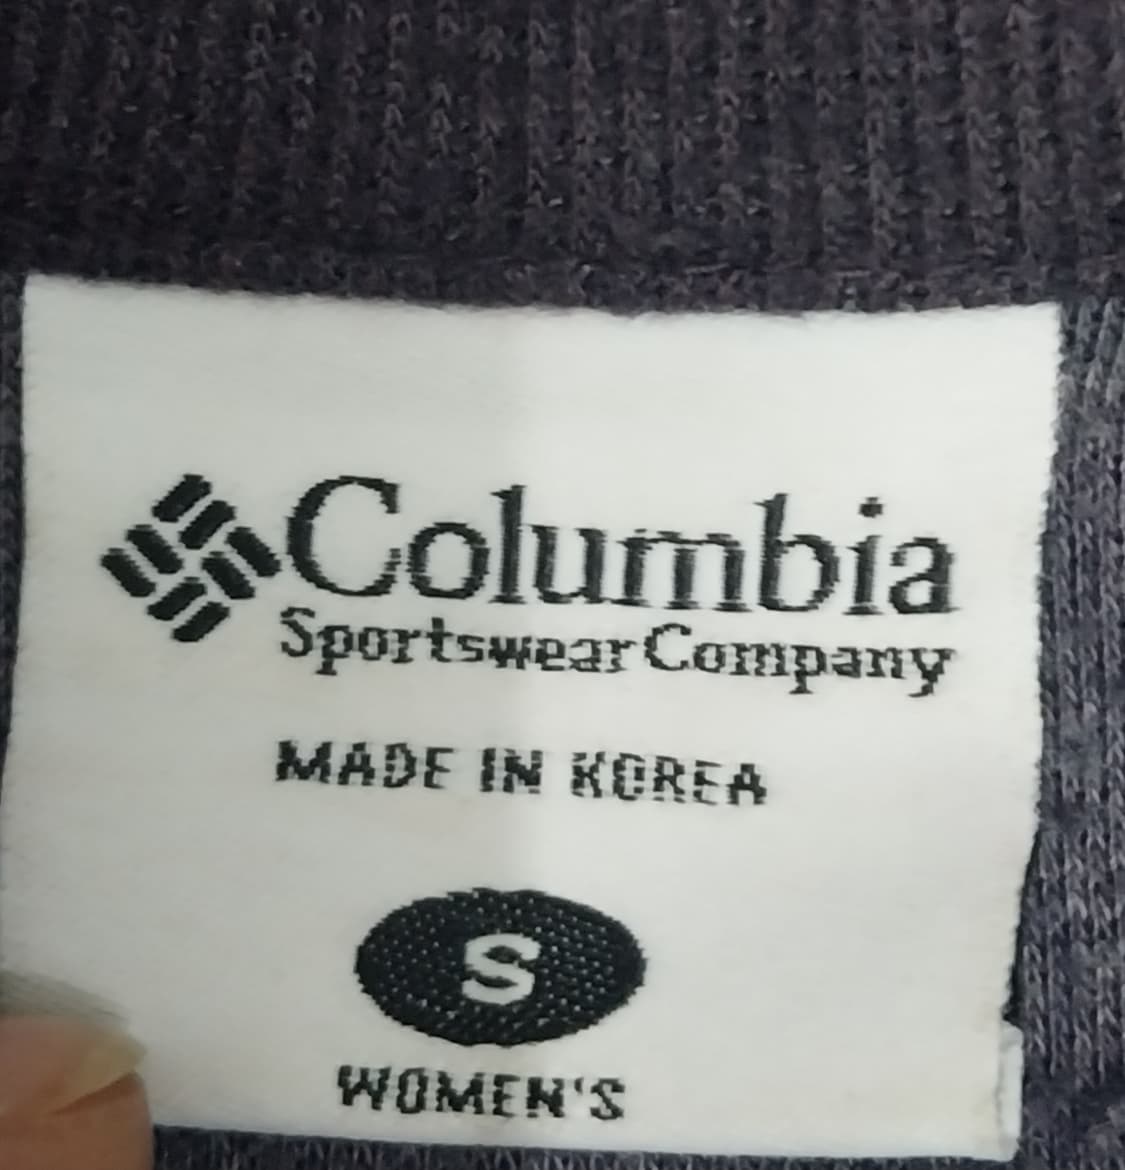 Columbia
Sportswear Company
MADE IN KOREA
S
WOMEN'S